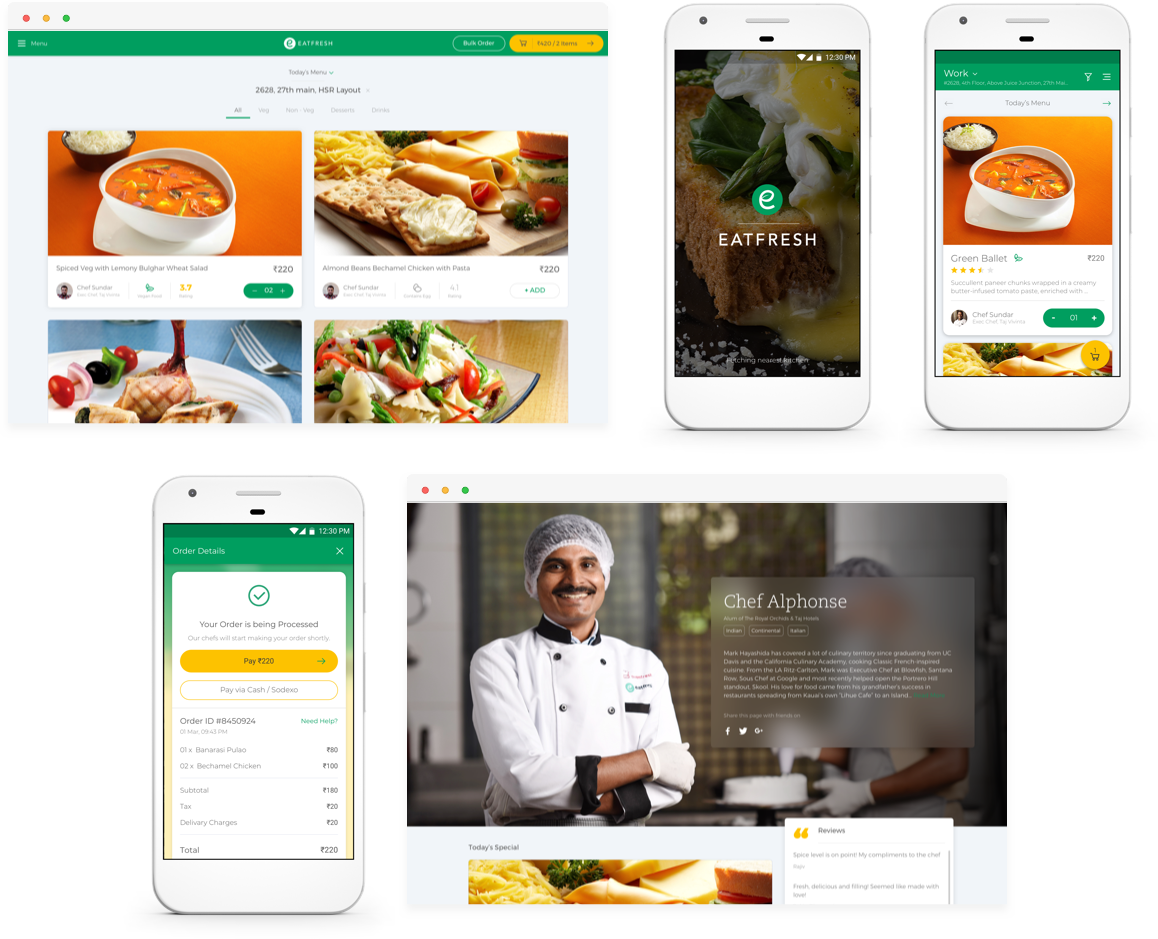 Menu
EATFRESH
Bulk Order
₹420 / 2 items
Today's Menu
2628, 27th main, HSR Layout
All
Veg
Non - Veg
Desserts
Drinks
Spiced Veg with Lemony Bulghar Wheat Salad
₹220
Chef Sundar
Exec Chef, Taj Vivinta
Vegan Food
3.7
Rating
− 02 +
Almond Beans Bechamel Chicken with Pasta
₹220
Chef Sundar
Exec Chef, Taj Vivinta
Contains Egg
4.1
Rating
+ ADD
12:30 PM
e
EATFRESH
Fetching nearest kitchen
12:30 PM
Work
#2628, 4th Floor, Above Juice Junction, 27th Mai...
Today's Menu
Green Ballet
₹220
Succulent paneer chunks wrapped in a creamy
butter-infused tomato paste, enriched with ...
Chef Sundar
Exec Chef, Taj Vivinta
- 01 +
1
12:30 PM
Order Details
Your Order is being Processed
Our chefs will start making your order shortly
Pay ₹220
Pay via Cash / Sodexo
Order ID #8450924
Need Help?
01 Mar, 09:43 PM
01 x Banarasi Pulao
₹80
02 x Bechamel Chicken
₹100
Subtotal
₹180
Tax
₹20
Delivary Charges
₹20
Total
₹220
Chef Alphonse
Alum of The Royal Orchids & Taj Hotels
Indian
Continental
Italian
Mark Hayashida has covered a lot of culinary territory since graduating from UC
Davis and the California Culinary Academy, cooking Classic French-inspired
cuisine. From the LA Ritz-Carlton, Mark was Executive Chef at Blowfish, Santana
Row, Sous Chef at Google and most recently helped open the Portrero Hill
standout, Skool. His love for food came from his grandfather's success in
restaurants spreading from Kauai's own "Lihue Cafe" to an Island...
Share this page with friends on
Today's Special
Reviews
Spice level is on point! My compliments to the chef
Rajiv
Fresh, delicious and filling! Seemed like made with
love!